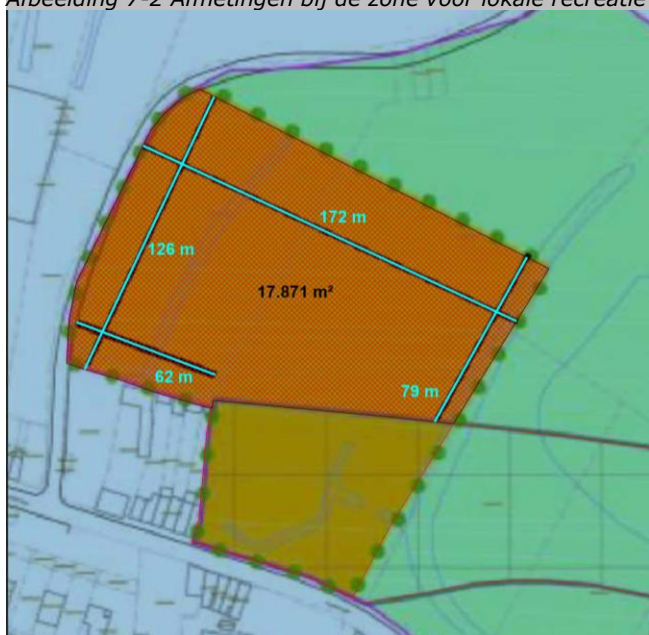 Afbeelding 7-2 Afmetingen bij de zone voor lokale recreatie
172 m
126 m
17.871 m²
62 m
79 m